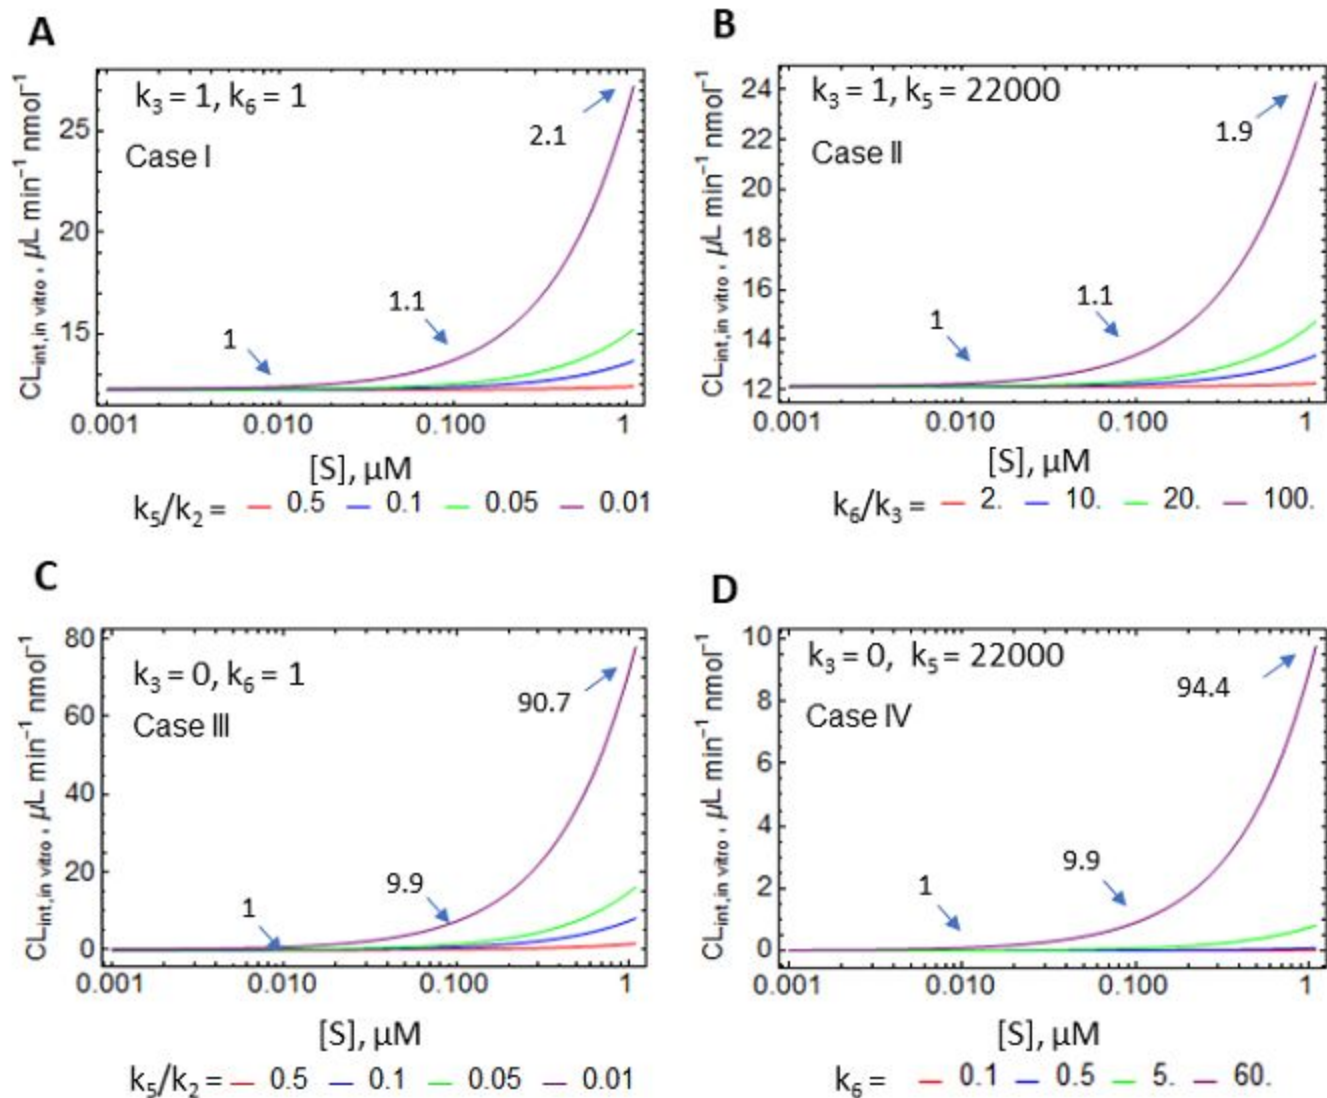 A
k₃ = 1, k₆ = 1
Case I
CLint,in vitro , μL min⁻¹ nmol⁻¹
25
20
15
1
1.1
2.1
0.001 0.010 0.100 1
[S], μM
k₅/k₂ = 0.5 0.1 0.05 0.01
B
k₃ = 1, k₅ = 22000
Case II
CLint,in vitro , μL min⁻¹ nmol⁻¹
24
22
20
18
16
14
12
1
1.1
1.9
0.001 0.010 0.100 1
[S], μM
k₆/k₃ = 2. 10. 20. 100.
C
k₃ = 0, k₆ = 1
Case III
CLint,in vitro , μL min⁻¹ nmol⁻¹
80
60
40
20
0
1
9.9
90.7
0.001 0.010 0.100 1
[S], μM
k₅/k₂ = 0.5 0.1 0.05 0.01
D
k₃ = 0, k₅ = 22000
Case IV
CLint,in vitro , μL min⁻¹ nmol⁻¹
10
8
6
4
2
0
1
9.9
94.4
0.001 0.010 0.100 1
[S], μM
k₆ = 0.1 0.5 5. 60.